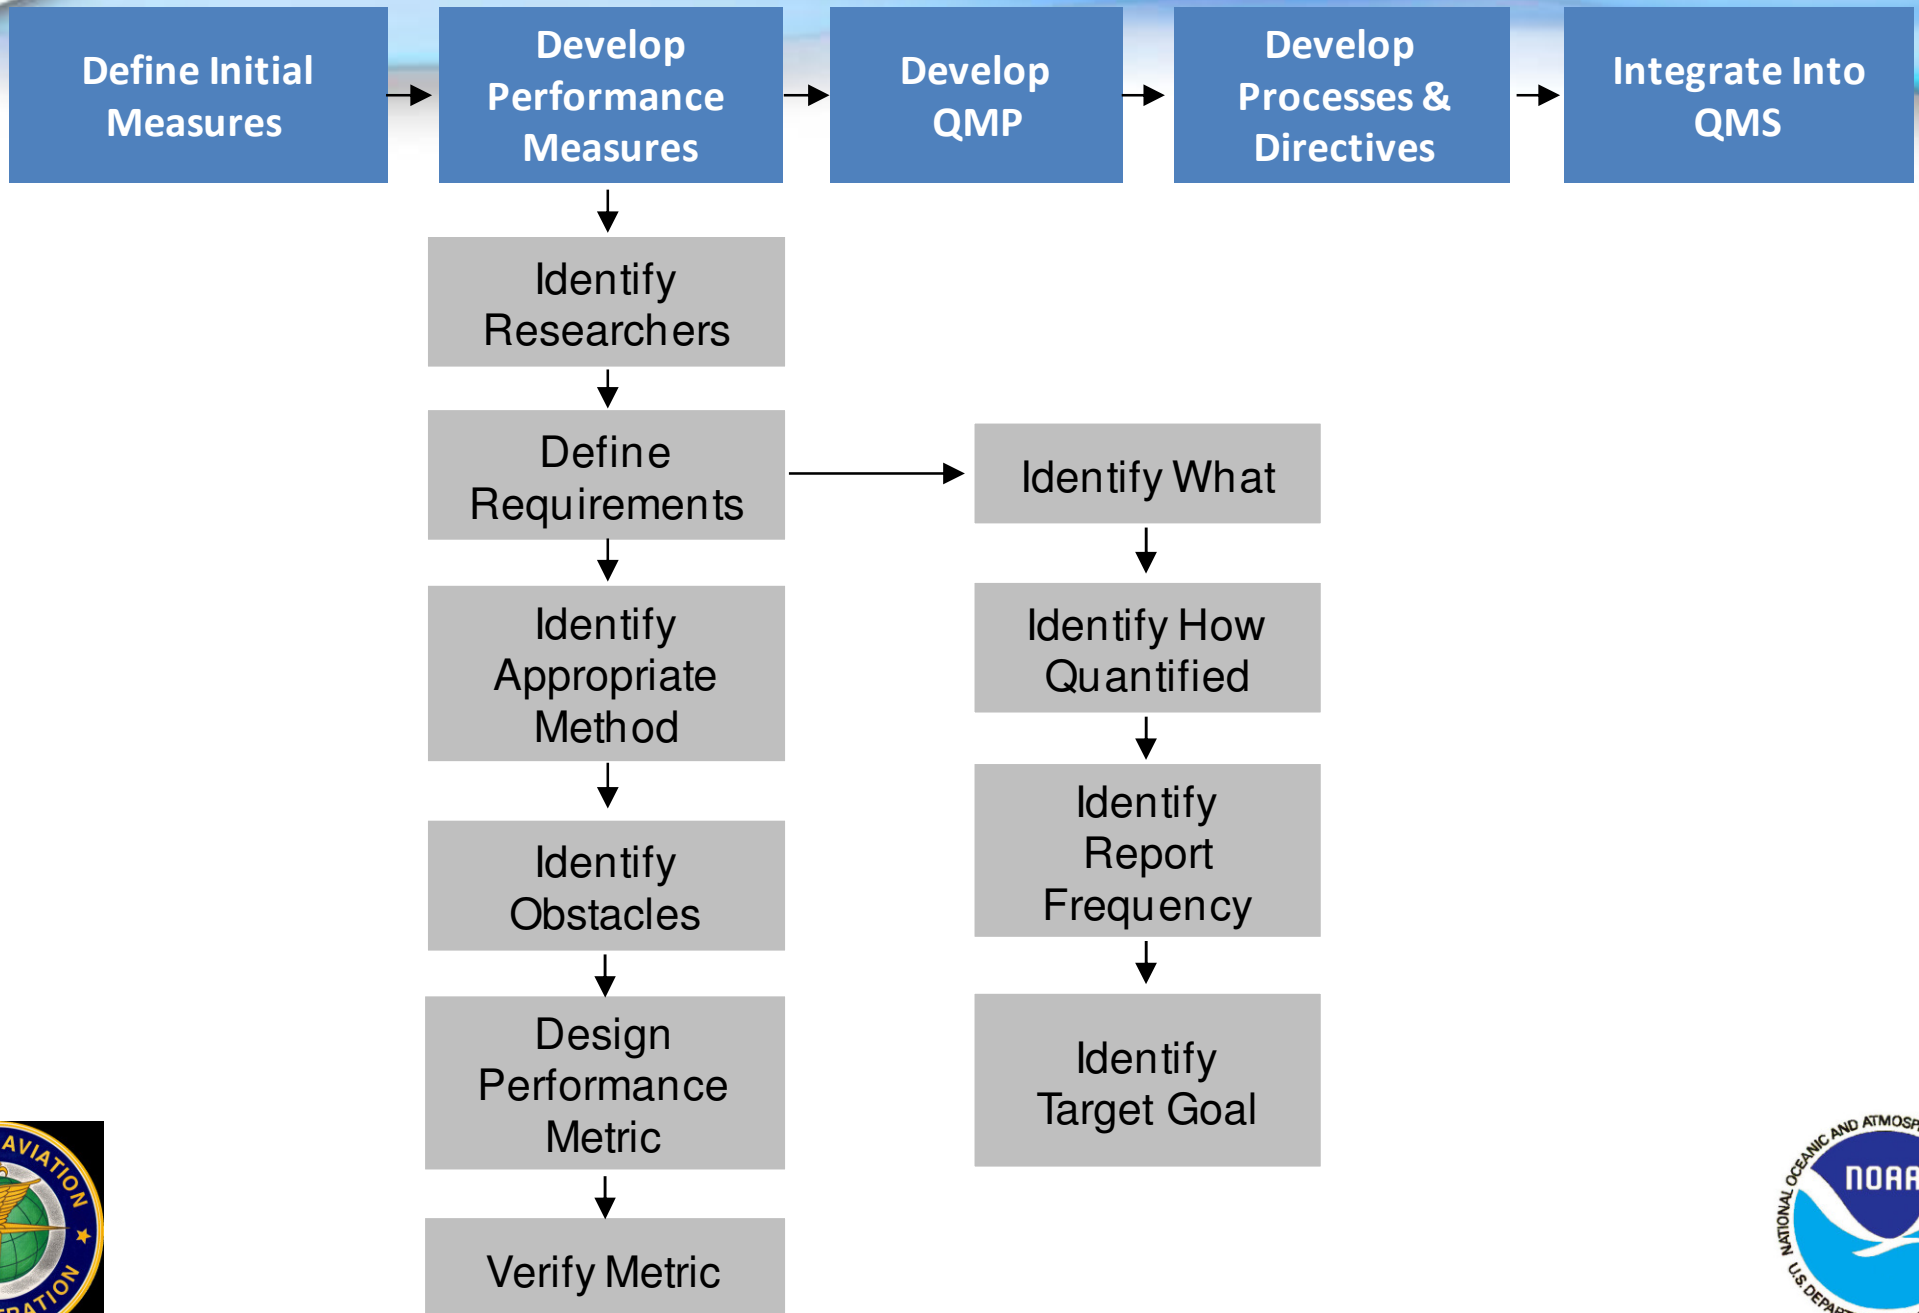 Define Initial
Measures
Develop
Performance
Measures
Develop
QMP
Develop
Processes &
Directives
Integrate Into
QMS
Identify
Researchers
Define
Requirements
Identify
Appropriate
Method
Identify
Obstacles
Design
Performance
Metric
Verify Metric
Identify What
Identify How
Quantified
Identify
Report
Frequency
Identify
Target Goal
AVIATION
NATIONAL OCEANIC AND
NOAA
U.S.